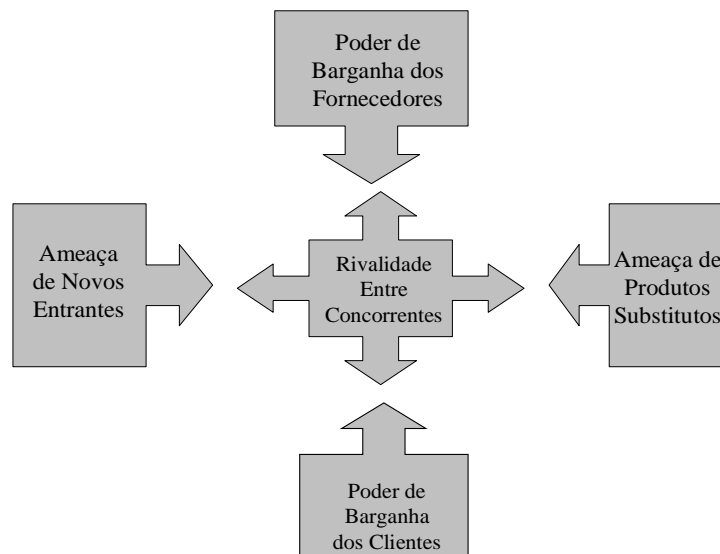 Poder de
Barganha dos
Fornecedores
Ameaça
de Novos
Entrantes
Rivalidade
Entre
Concorrentes
Ameaça de
Produtos
Substitutos
Poder de
Barganha
dos Clientes